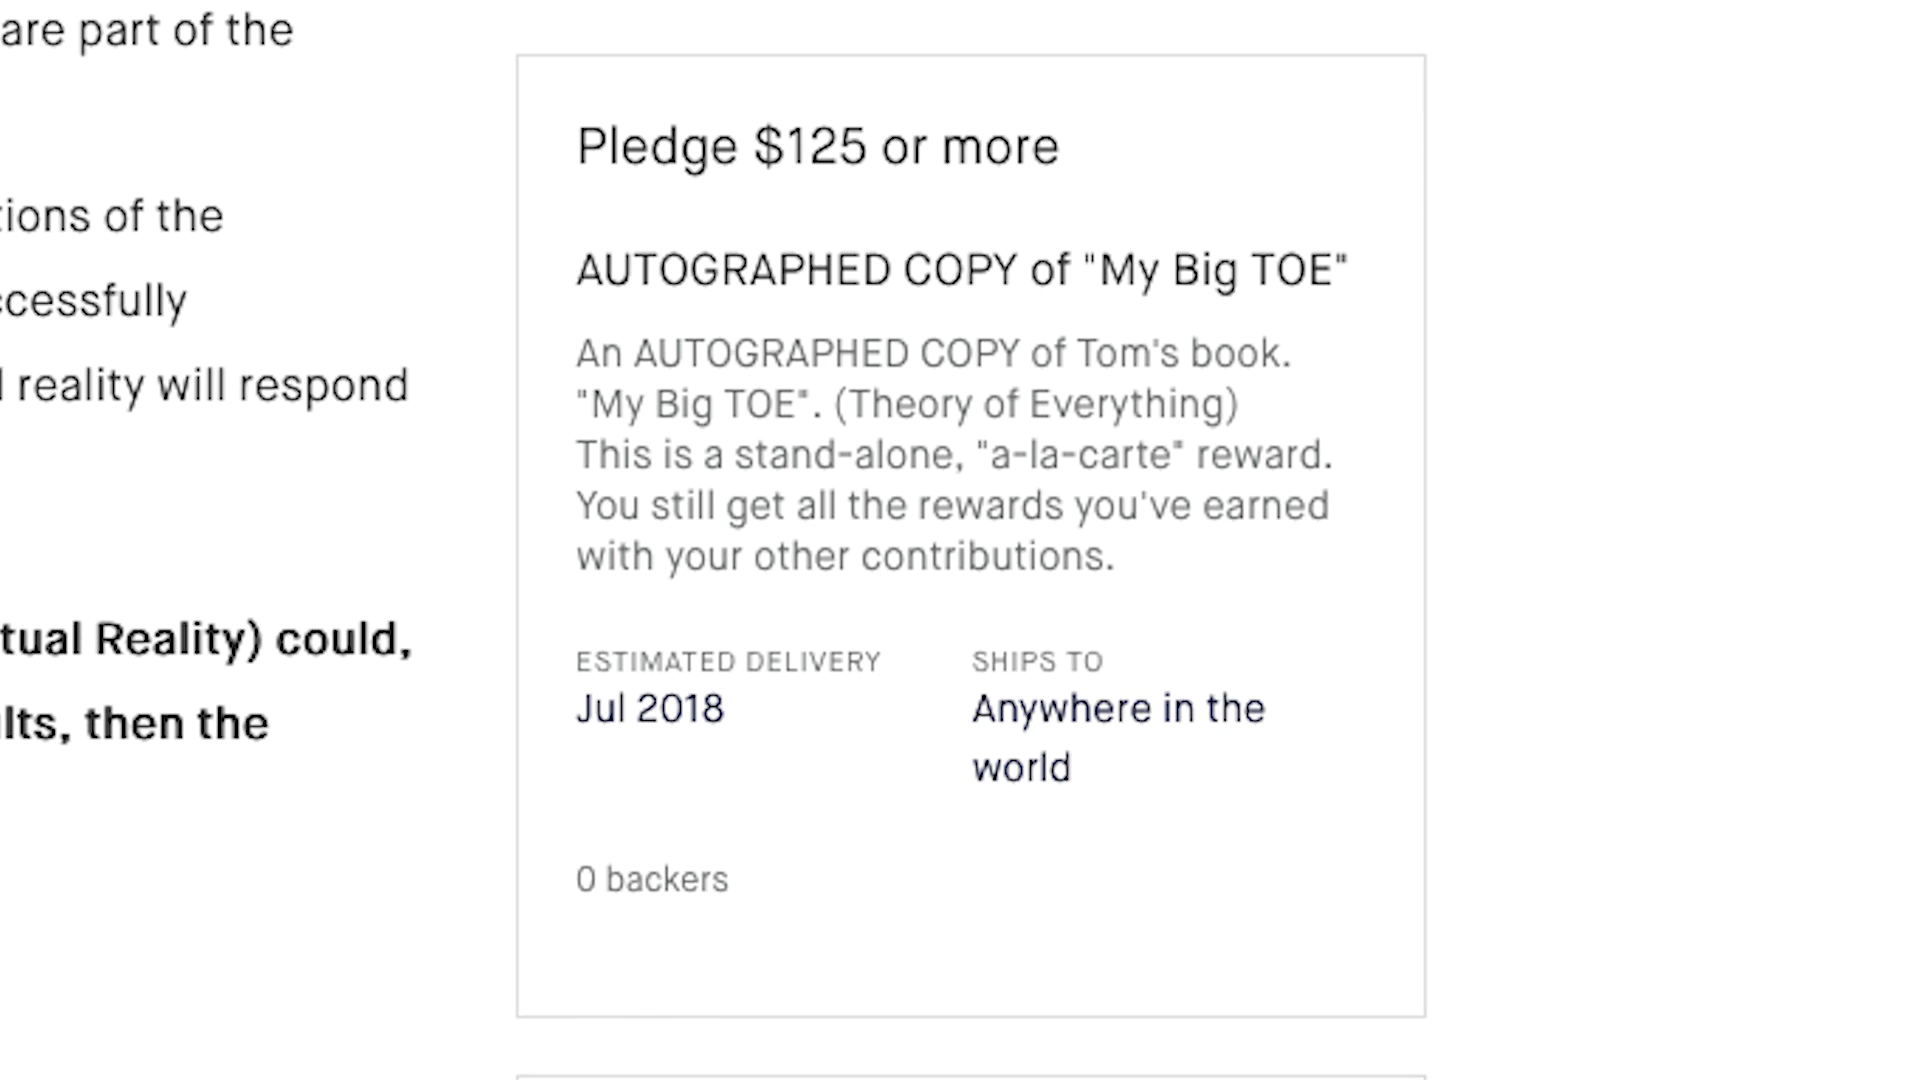 are part of the
tions of the
ccessfully
l reality will respond
tual Reality) could,
ults, then the
Pledge $125 or more
AUTOGRAPHED COPY of "My Big TOE"
An AUTOGRAPHED COPY of Tom's book.
"My Big TOE". (Theory of Everything)
This is a stand-alone, "a-la-carte" reward.
You still get all the rewards you've earned
with your other contributions.
ESTIMATED DELIVERY
Jul 2018
SHIPS TO
Anywhere in the
world
0 backers